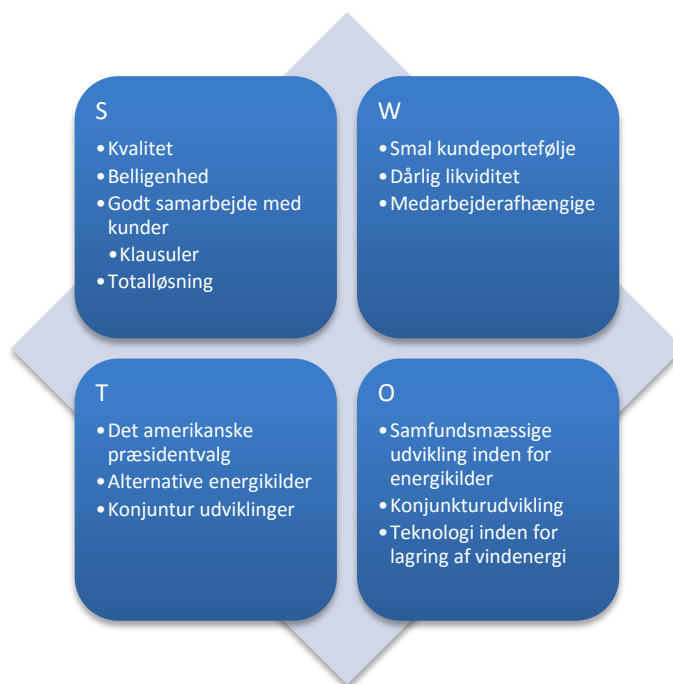 S
•Kvalitet
•Belligenhed
•Godt samarbejde med
kunder
•Klausuler
•Totalløsning
W
•Smal kundeportefølje
•Dårlig likviditet
•Medarbejderafhængige
T
•Det amerikanske
præsidentvalg
•Alternative energikilder
•Konjuntur udviklinger
O
•Samfundsmæssige
udvikling inden for
energikilder
•Konjunkturudvikling
•Teknologi inden for
lagring af vindenergi